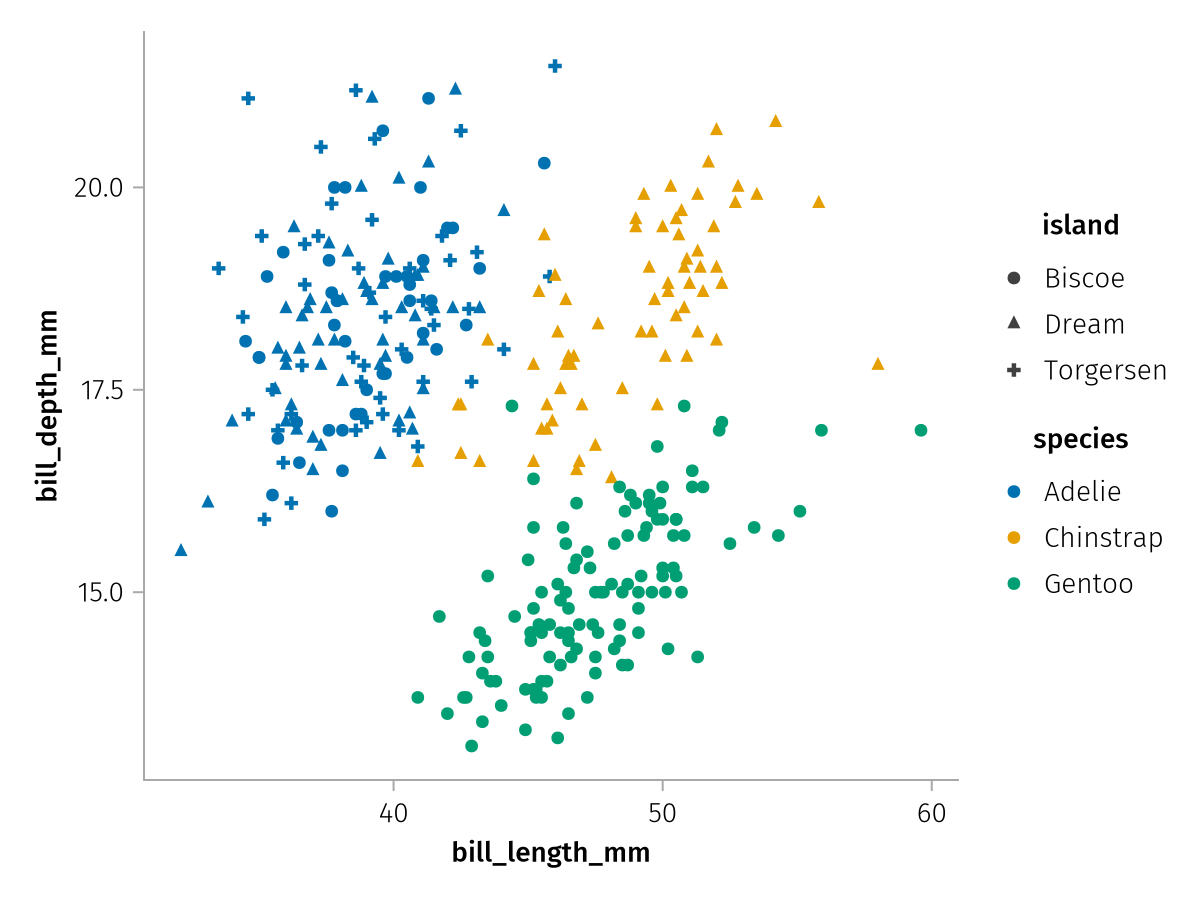 bill_depth_mm
20.0
17.5
15.0
40
50
60
bill_length_mm
island
Biscoe
Dream
Torgersen
species
Adelie
Chinstrap
Gentoo